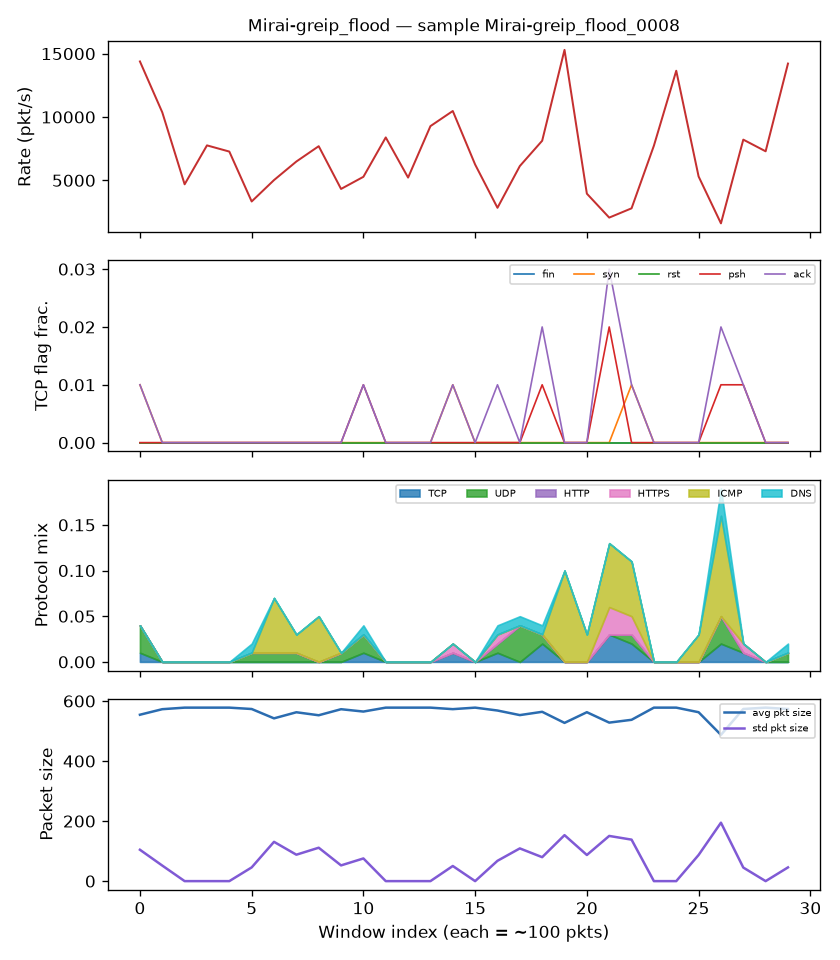 Mirai-greip_flood — sample Mirai-greip_flood_0008
Rate (pkt/s)
15000
10000
5000
TCP flag frac.
0.03
0.02
0.01
0.00
fin syn rst psh ack
Protocol mix
0.15
0.10
0.05
0.00
TCP UDP HTTP HTTPS ICMP DNS
Packet size
600
400
200
0
avg pkt size
std pkt size
0 5 10 15 20 25 30
Window index (each = ~100 pkts)